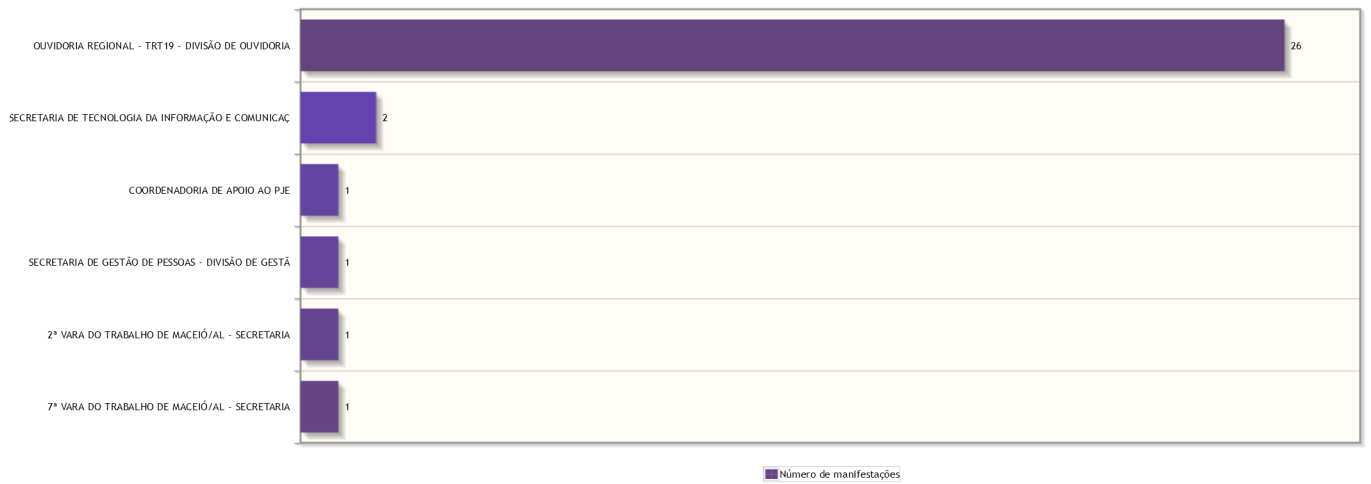 OUVIDORIA REGIONAL - TRT19 - DIVISÃO DE OUVIDORIA
26
SECRETARIA DE TECNOLOGIA DA INFORMAÇÃO E COMUNICAÇ
2
COORDENADORIA DE APOIO AO PJE
1
SECRETARIA DE GESTÃO DE PESSOAS - DIVISÃO DE GESTÃ
1
2ª VARA DO TRABALHO DE MACEIÓ/AL - SECRETARIA
1
7ª VARA DO TRABALHO DE MACEIÓ/AL - SECRETARIA
1
Número de manifestações